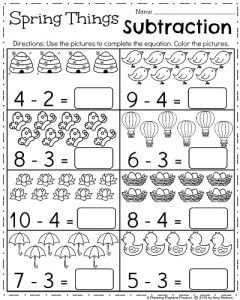 Spring Things
Name
Subtraction
Directions: Use the pictures to complete the equation. Color the pictures.
4 - 2 =
9 - 4 =
8 - 3 =
6 - 3 =
10 - 4 =
8 - 4 =
7 - 3 =
5 - 3 =